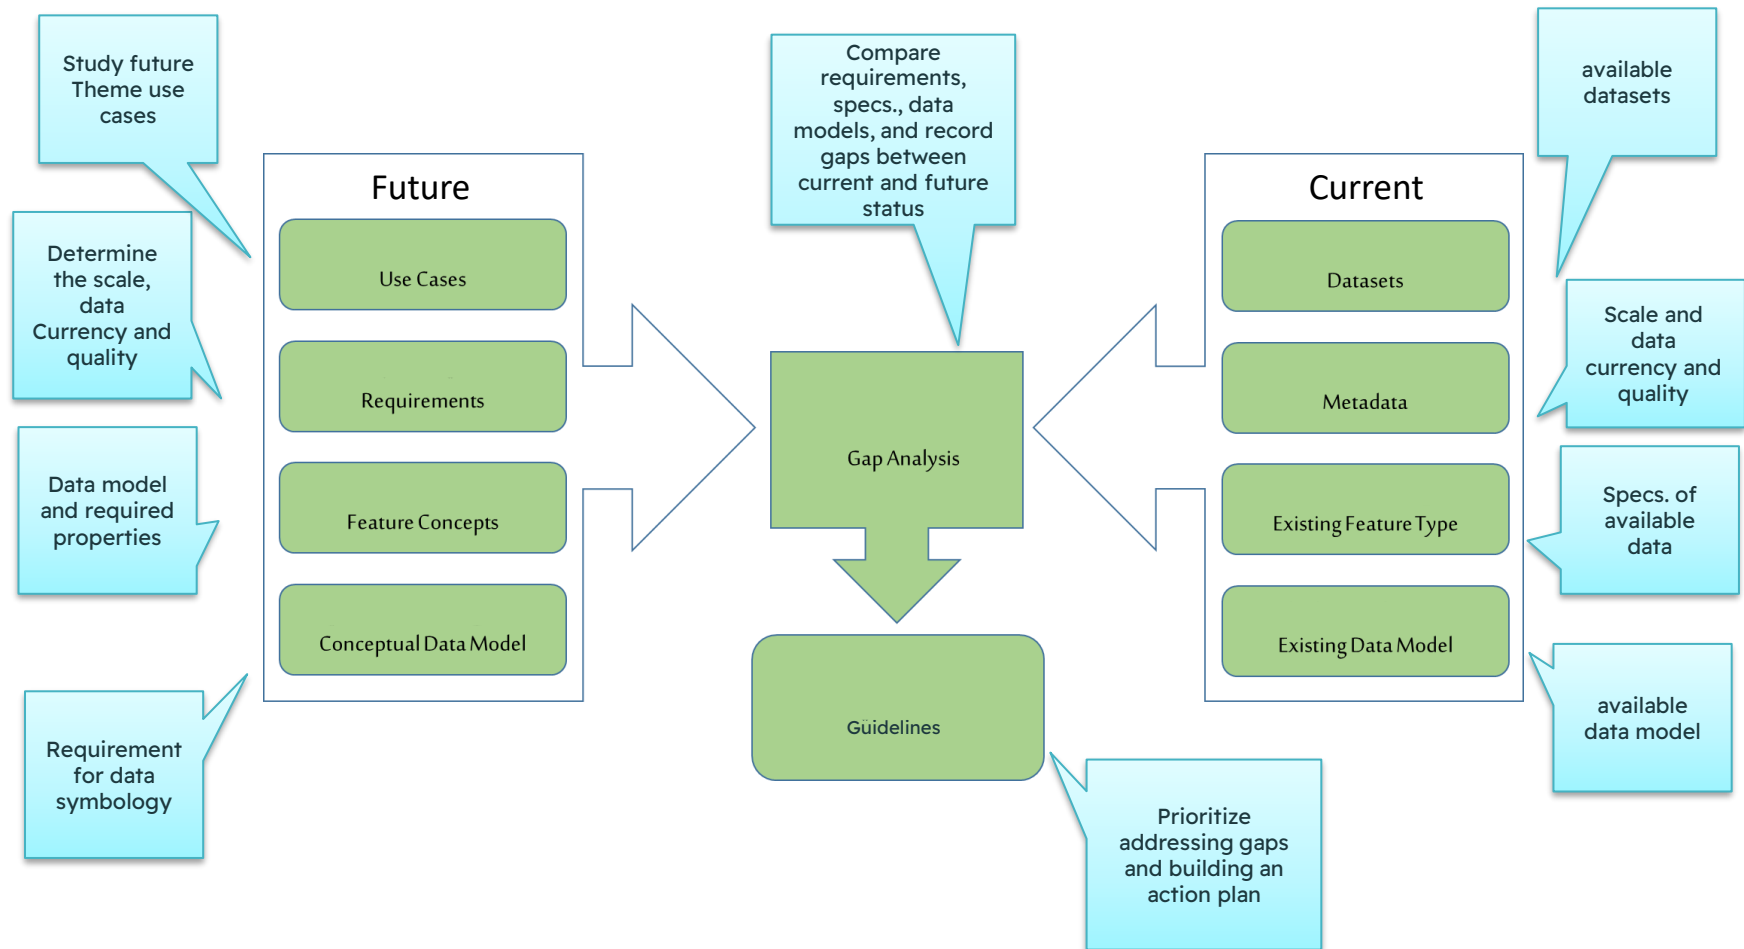 Study future
Theme use
cases
Determine
the scale,
data
Currency and
quality
Data model
and required
properties
Requirement
for data
symbology
Future
Use Cases
Requirements
Feature Concepts
Conceptual Data Model
Compare
requirements,
specs., data
models, and record
gaps between
current and future
status
Gap Analysis
Guidelines
Prioritize
addressing gaps
and building an
action plan
Current
Datasets
Metadata
Existing Feature Type
Existing Data Model
available
datasets
Scale and
data
currency and
quality
Specs. of
available
data
available
data model